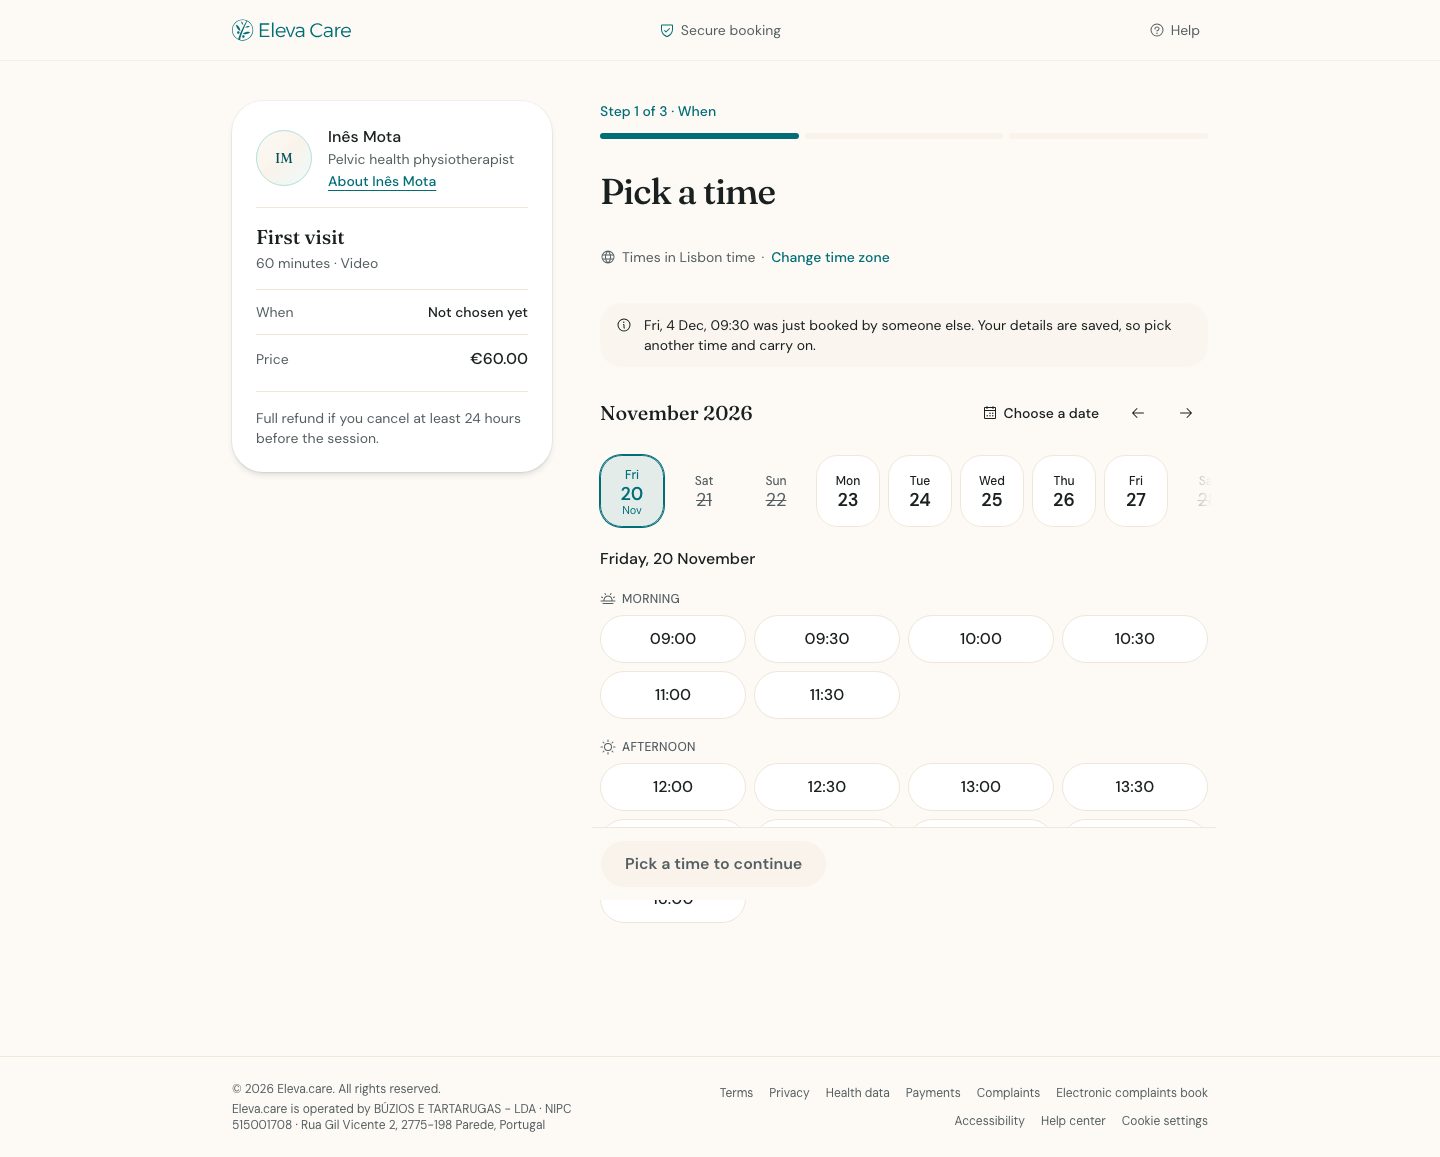 Eleva Care
Secure booking
Help
IM
Inês Mota
Pelvic health physiotherapist
About Inês Mota
First visit
60 minutes · Video
When
Not chosen yet
Price
€60.00
Full refund if you cancel at least 24 hours
before the session.
Step 1 of 3 · When
Pick a time
Times in Lisbon time · Change time zone
Fri, 4 Dec, 09:30 was just booked by someone else. Your details are saved, so pick
another time and carry on.
November 2026
Choose a date
Fri
20
Nov
Sat
21
Sun
22
Mon
23
Tue
24
Wed
25
Thu
26
Fri
27
Friday, 20 November
MORNING
09:00
09:30
10:00
10:30
11:00
11:30
AFTERNOON
12:00
12:30
13:00
13:30
Pick a time to continue
© 2026 Eleva.care. All rights reserved.
Eleva.care is operated by BÚZIOS E TARTARUGAS - LDA · NIPC
515001708 · Rua Gil Vicente 2, 2775-198 Parede, Portugal
Terms
Privacy
Health data
Payments
Complaints
Electronic complaints book
Accessibility
Help center
Cookie settings